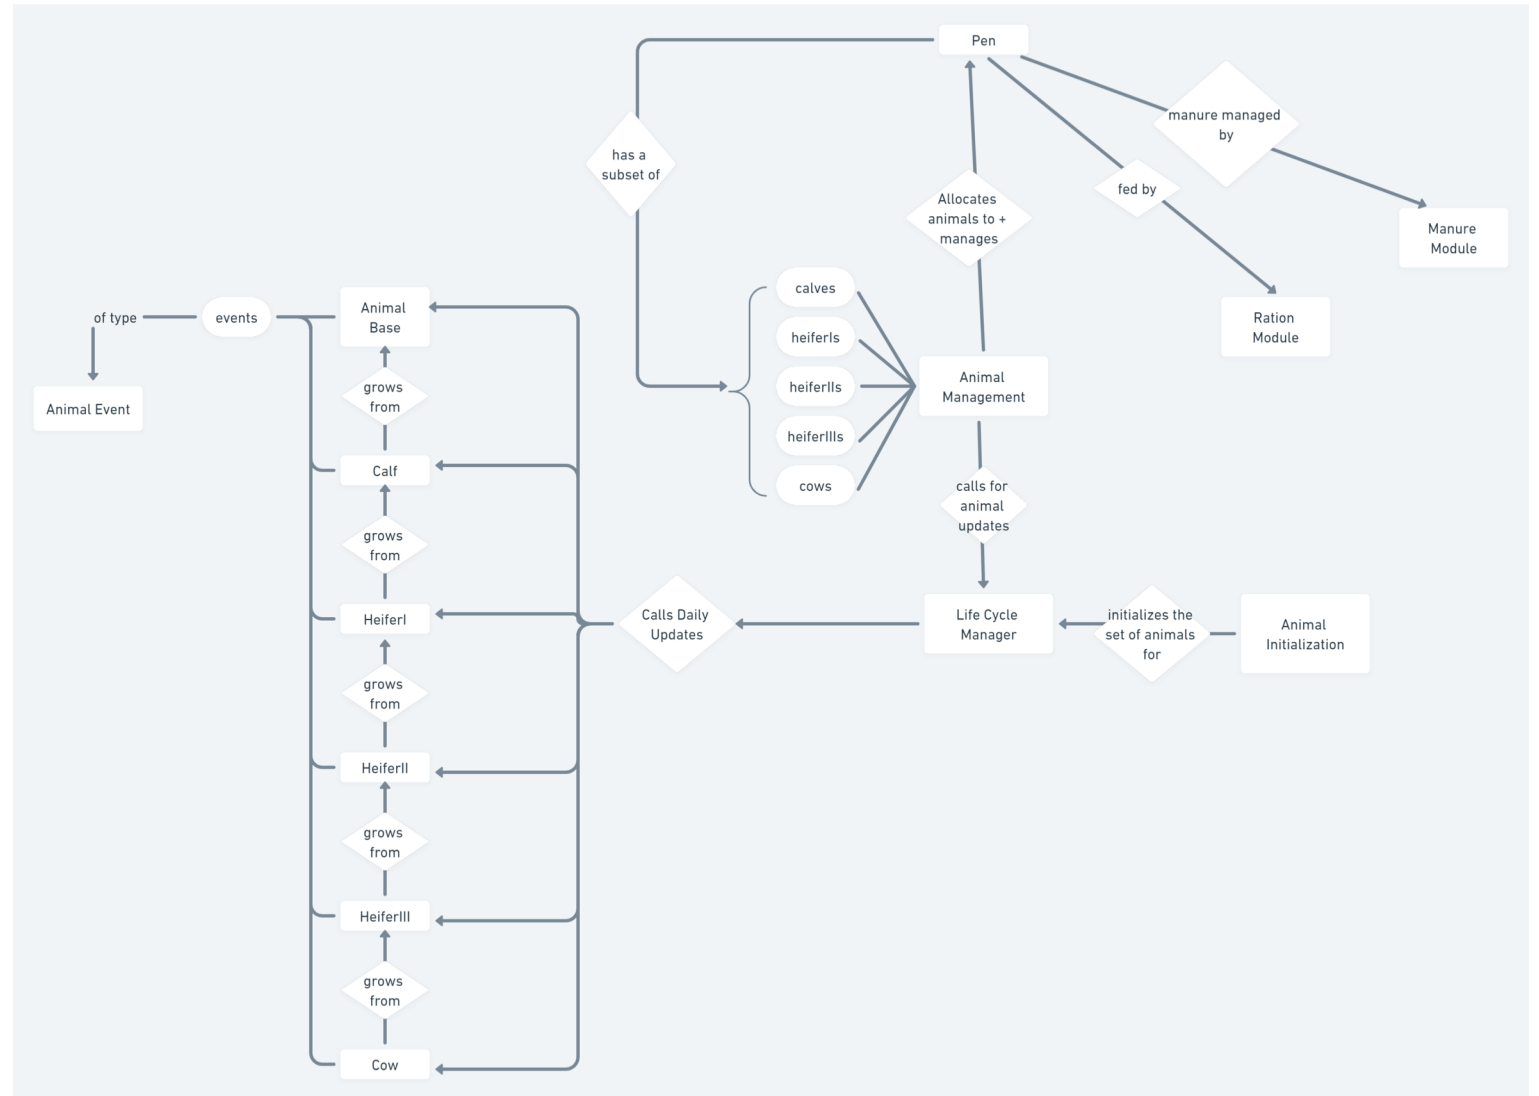 Pen
manure managed
by
has a
subset of
fed by
Allocates
animals to +
manages
Manure
Module
calves
Animal
Base
events
of type
heiferIs
Ration
Module
heiferIIs
Animal
Management
grows
from
Animal Event
heiferIIIs
Calf
cows
calls for
animal
updates
grows
from
HeiferI
Calls Daily
Updates
Life Cycle
Manager
initializes the
set of animals
for
Animal
Initialization
grows
from
HeiferII
grows
from
HeiferIII
grows
from
Cow